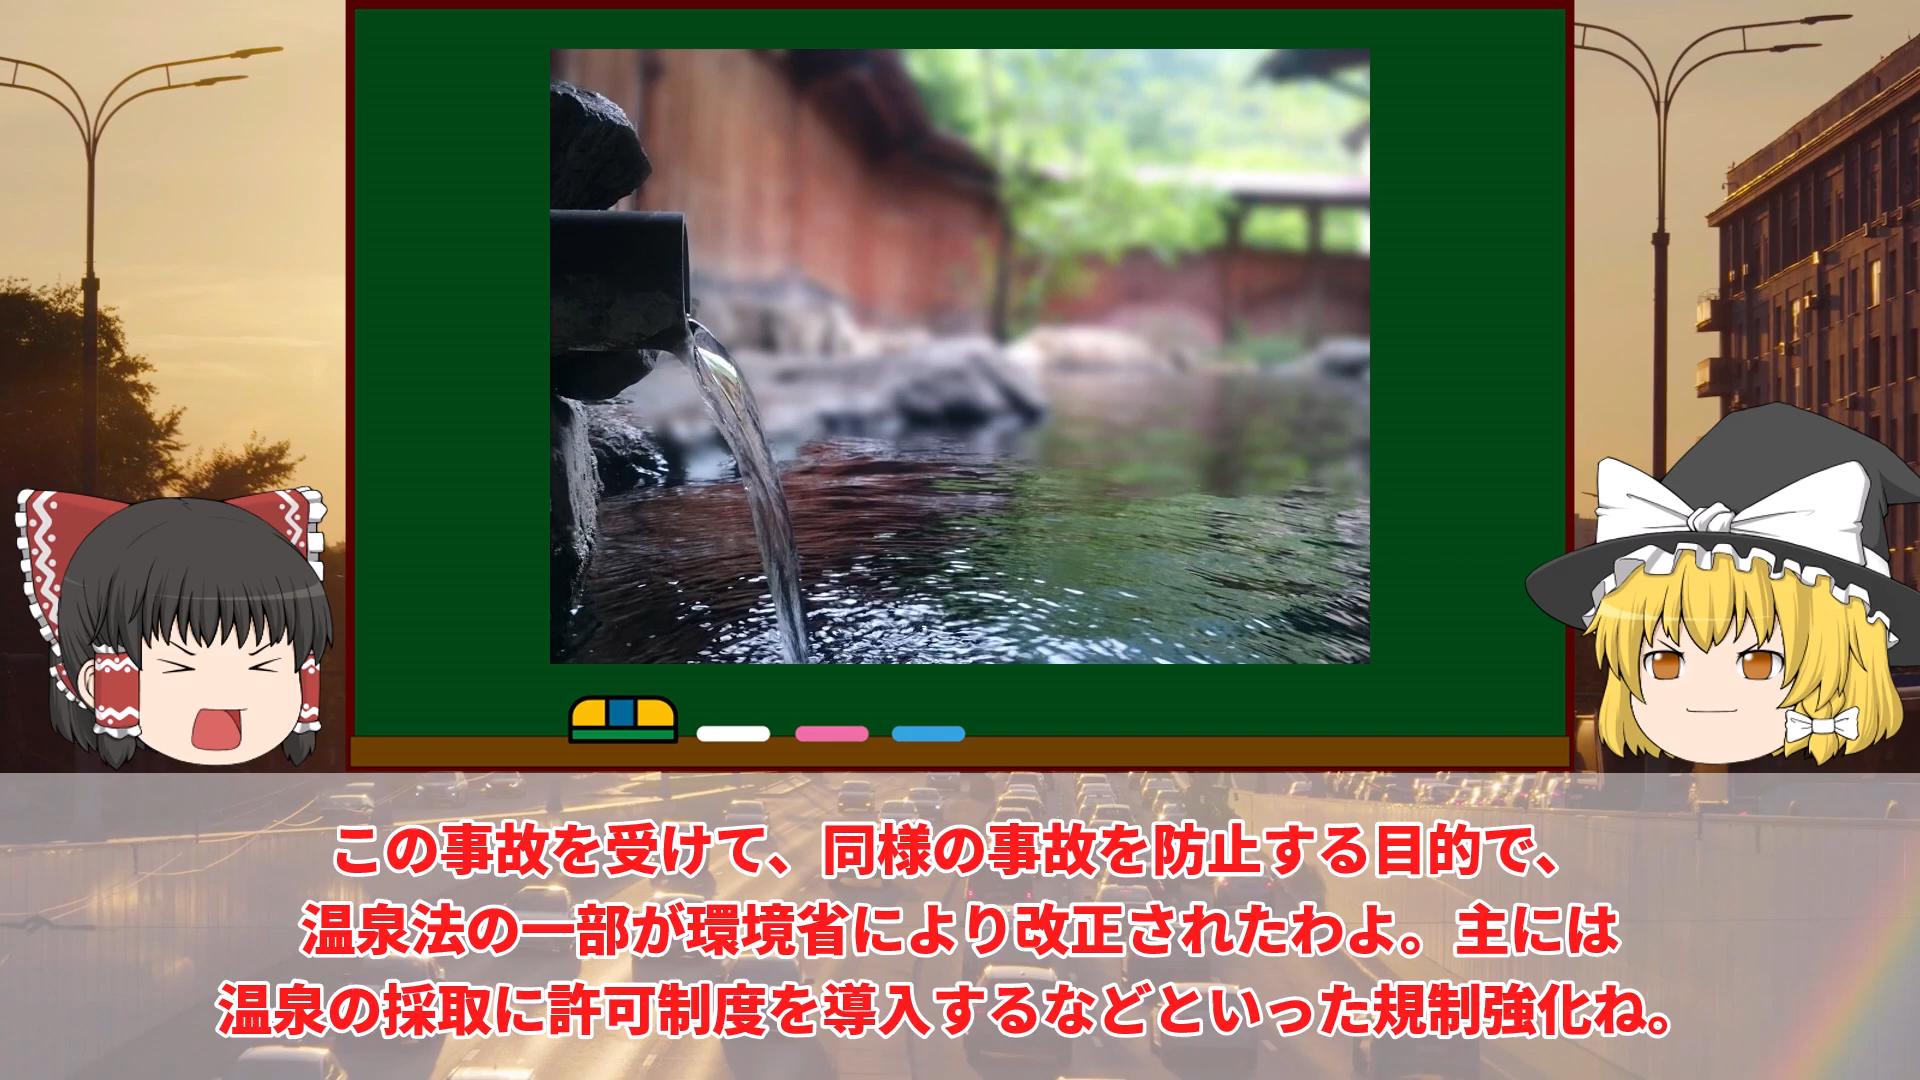 この事故を受けて、同様の事故を防止する目的で、
温泉法の一部が環境省により改正されたわよ。主には
温泉の採取に許可制度を導入するなどといった規制強化ね。